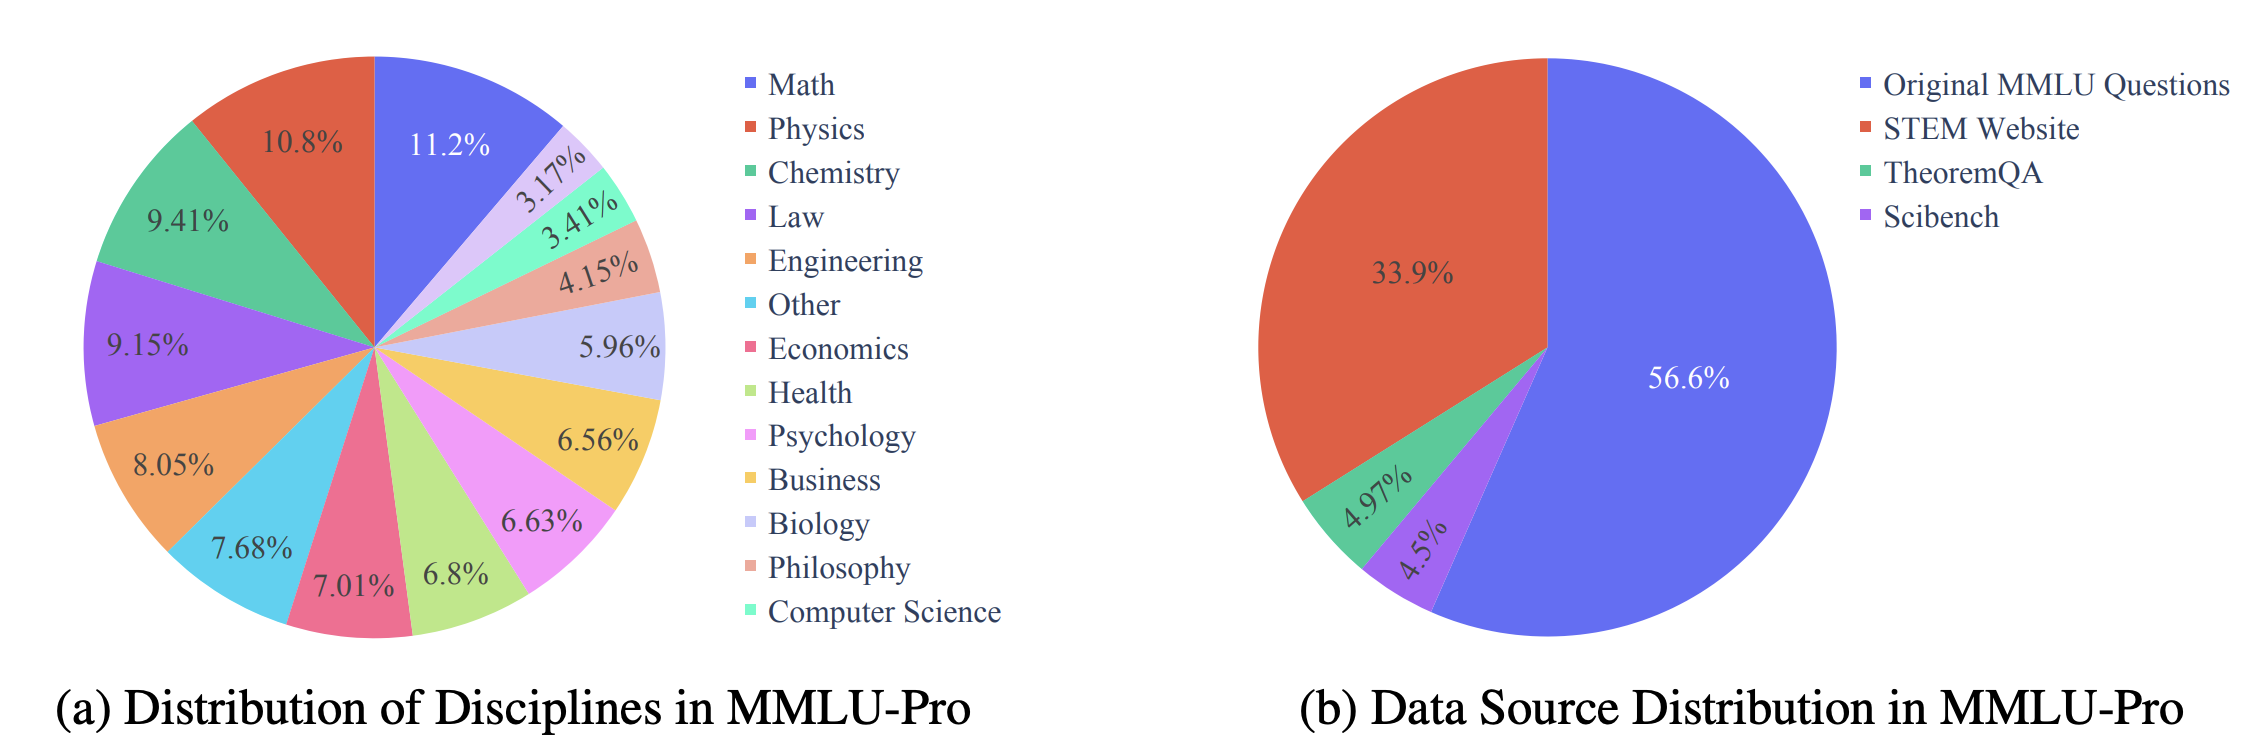 11.2%
3.17%
3.41%
4.15%
5.96%
6.56%
6.63%
6.8%
7.01%
7.68%
8.05%
9.15%
9.41%
10.8%
Math
Physics
Chemistry
Law
Engineering
Other
Economics
Health
Psychology
Business
Biology
Philosophy
Computer Science
(a) Distribution of Disciplines in MMLU-Pro
56.6%
4.5%
4.97%
33.9%
Original MMLU Questions
STEM Website
TheoremQA
Scibench
(b) Data Source Distribution in MMLU-Pro